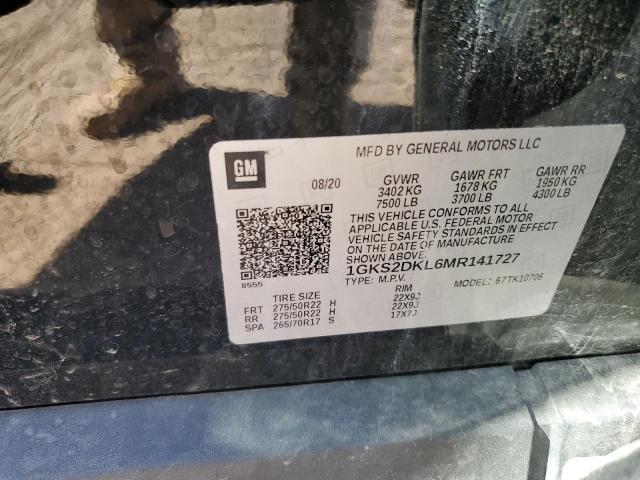 MFD BY GENERAL MOTORS LLC
GM
08/20
GVWR GAWR FRT GAWR RR
3402 KG 1678 KG 1950 KG
7500 LB 3700 LB 4300 LB
THIS VEHICLE CONFORMS TO ALL
APPLICABLE U.S. FEDERAL MOTOR
VEHICLE SAFETY STANDARDS IN EFFECT
ON THE DATE OF MANUFACTURE
SHOWN ABOVE.
1GKS2DKL6MR141727
8555
TYPE: M.P.V. MODEL: 67TK10706
TIRE SIZE RIM
FRT 275/50R22 H 22X9J
RR 275/50R22 H 22X9J
SPA 265/70R17 S 17X7J